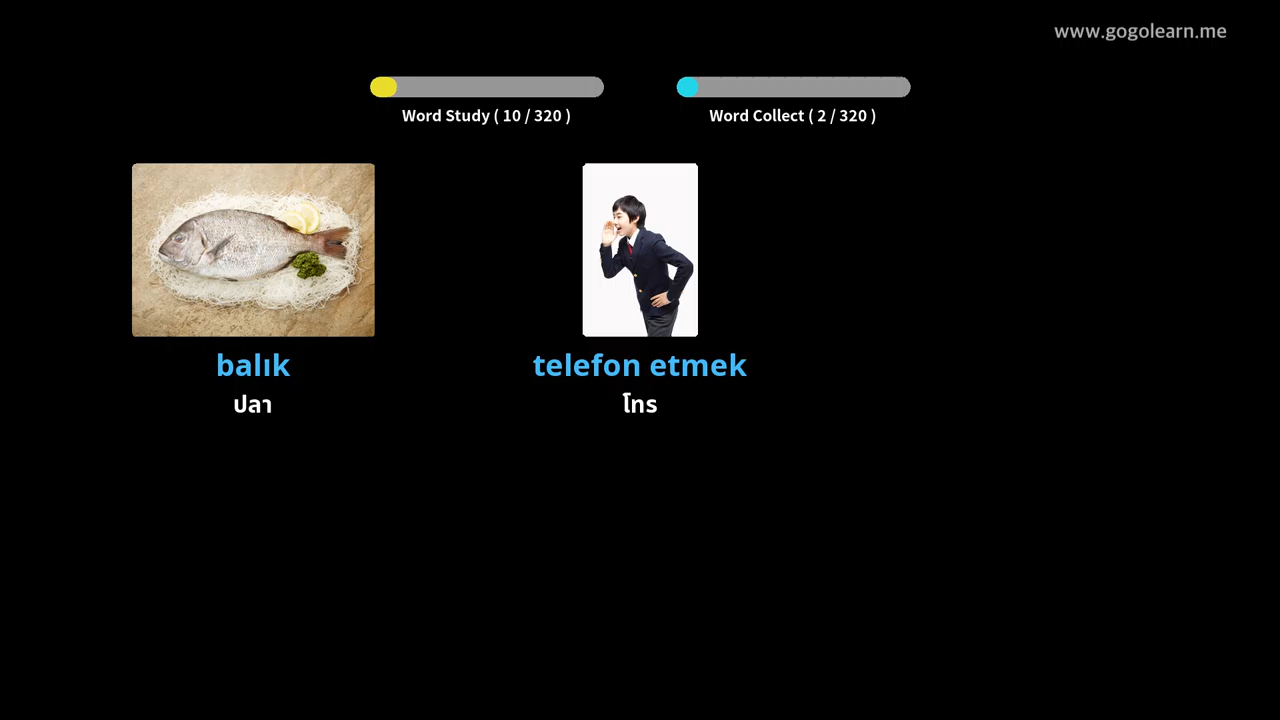 www.gogolearn.me
Word Study ( 10 / 320 )
Word Collect ( 2 / 320 )
balık
telefon etmek
ปลา
โทร